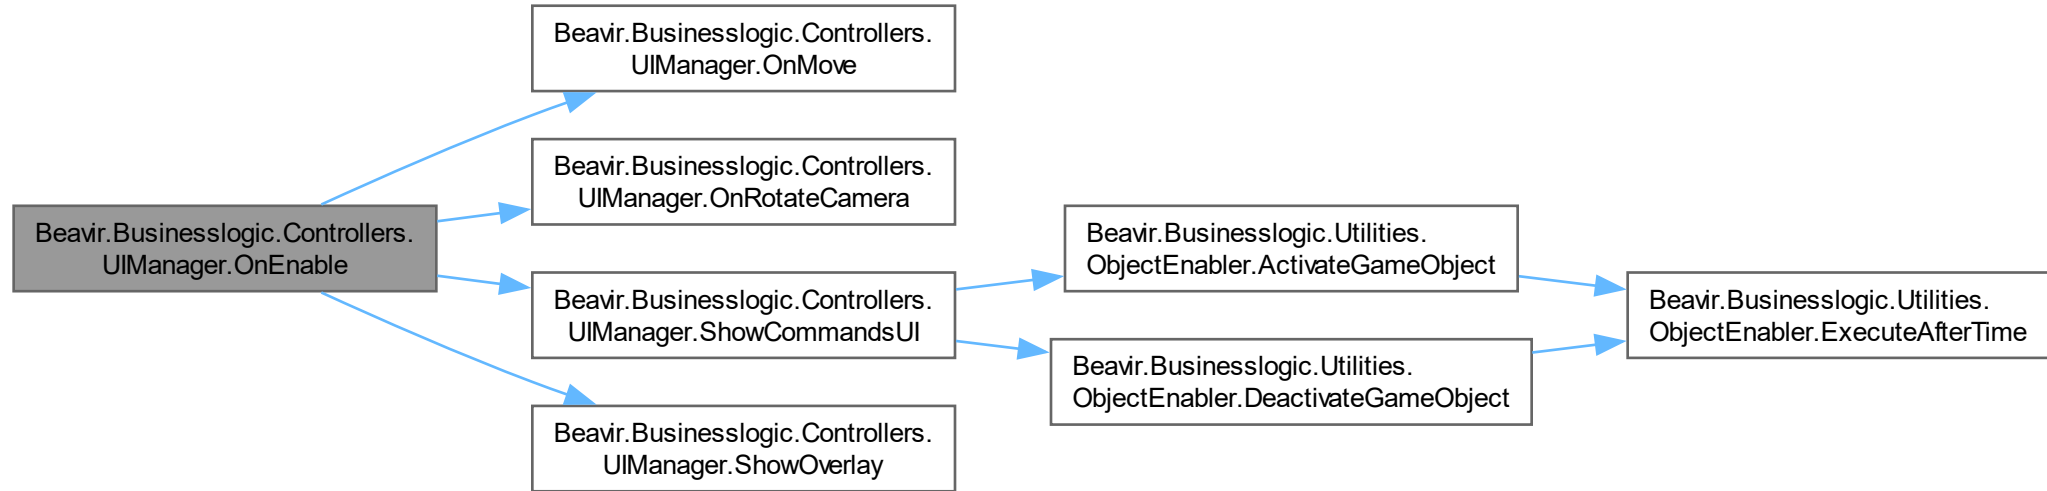 Beavir.Businesslogic.Controllers.
UIManager.OnEnable
Beavir.Businesslogic.Controllers.
UIManager.OnMove
Beavir.Businesslogic.Controllers.
UIManager.OnRotateCamera
Beavir.Businesslogic.Controllers.
UIManager.ShowCommandsUI
Beavir.Businesslogic.Controllers.
UIManager.ShowOverlay
Beavir.Businesslogic.Utilities.
ObjectEnabler.ActivateGameObject
Beavir.Businesslogic.Utilities.
ObjectEnabler.DeactivateGameObject
Beavir.Businesslogic.Utilities.
ObjectEnabler.ExecuteAfterTime